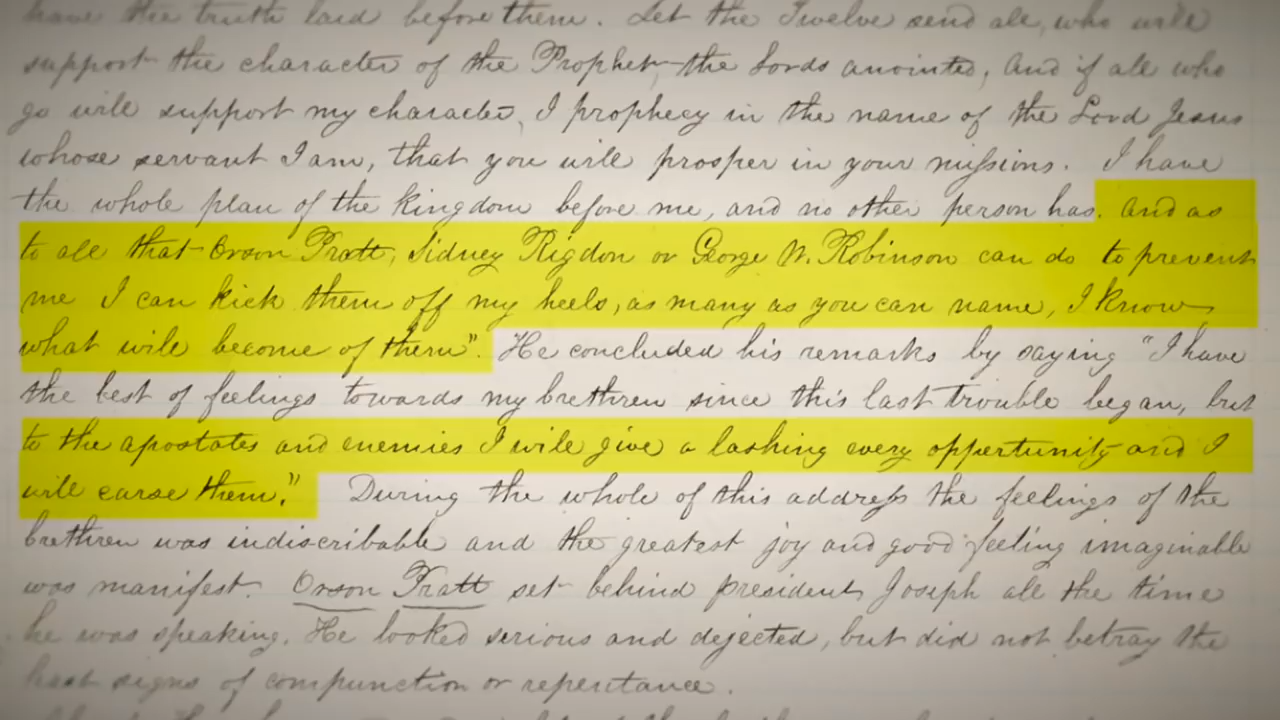 have the truth laid before them. Let the Twelve send all, who will
support the character of the Prophet the Lords anointed, And if all who
go will support my character, I prophecy in the name of the Lord Jesus
whose servant I am, that you will prosper in your missions. I have
the whole plan of the kingdom before me, and no other person has. And as
to all that Orson Pratt, Sidney Rigdon or George W. Robinson can do to prevent
me I can kick them off my heels, as many as you can name, I know
what will become of them". He concluded his remarks by saying "I have
the best of feelings towards my brethren since this last trouble began, but
to the apostates and enemies I will give a lashing every oppertunity and I
will curse them." During the whole of this address the feelings of the
brethren was indiscribable and the greatest joy and good feeling imaginable
was manifest. Orson Pratt set behind president Joseph all the time
he was speaking. He looked serious and dejected, but did not betray the
least signs of compunction or repentance.